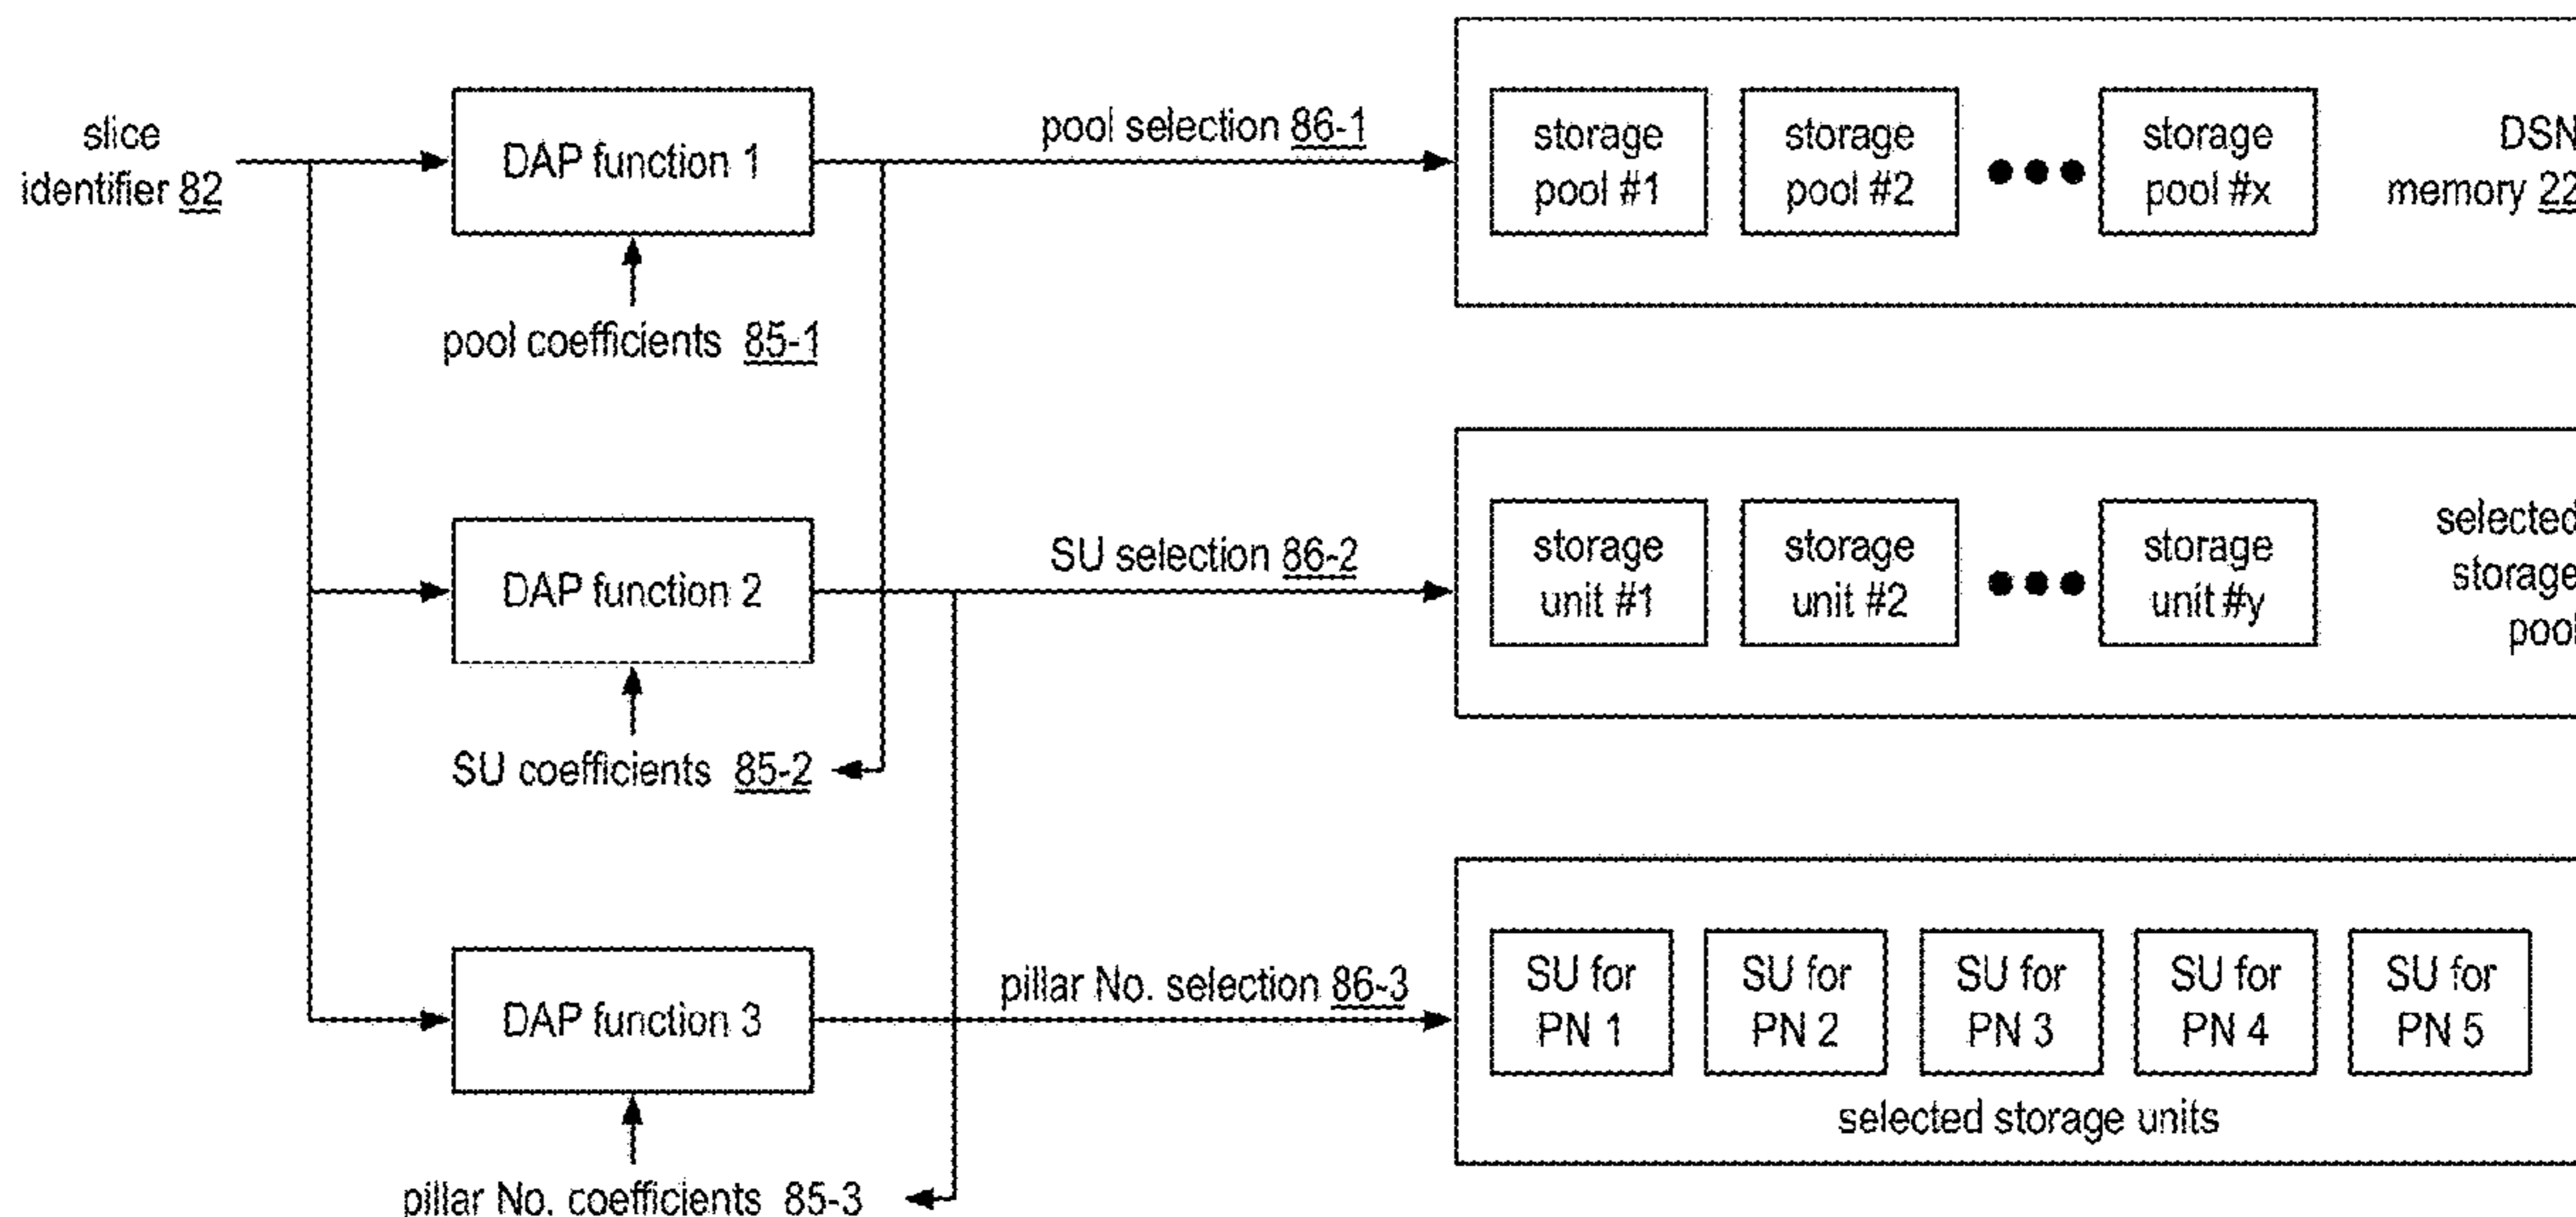 slice
identifier 82
DAP function 1
pool coefficients 85-1
pool selection 86-1
storage
pool #1
storage
pool #2
storage
pool #x
DSN
memory 22
DAP function 2
SU coefficients 85-2
SU selection 86-2
storage
unit #1
storage
unit #2
storage
unit #y
selected
storage
pool
DAP function 3
pillar No. coefficients 85-3
pillar No. selection 86-3
SU for
PN 1
SU for
PN 2
SU for
PN 3
SU for
PN 4
SU for
PN 5
selected storage units